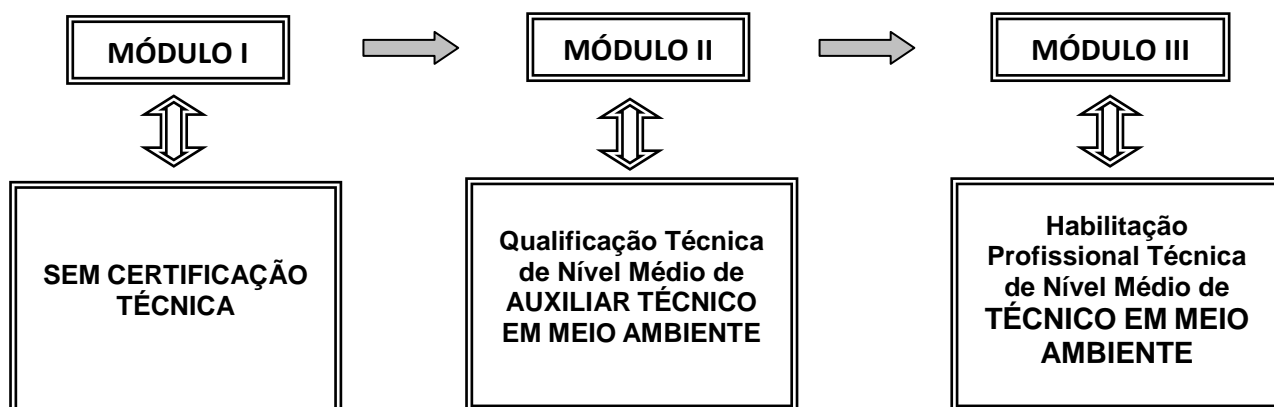 MÓDULO I
MÓDULO II
MÓDULO III
SEM CERTIFICAÇÃO
TÉCNICA
Qualificação Técnica
de Nível Médio de
AUXILIAR TÉCNICO
EM MEIO AMBIENTE
Habilitação
Profissional Técnica
de Nível Médio de
TÉCNICO EM MEIO
AMBIENTE